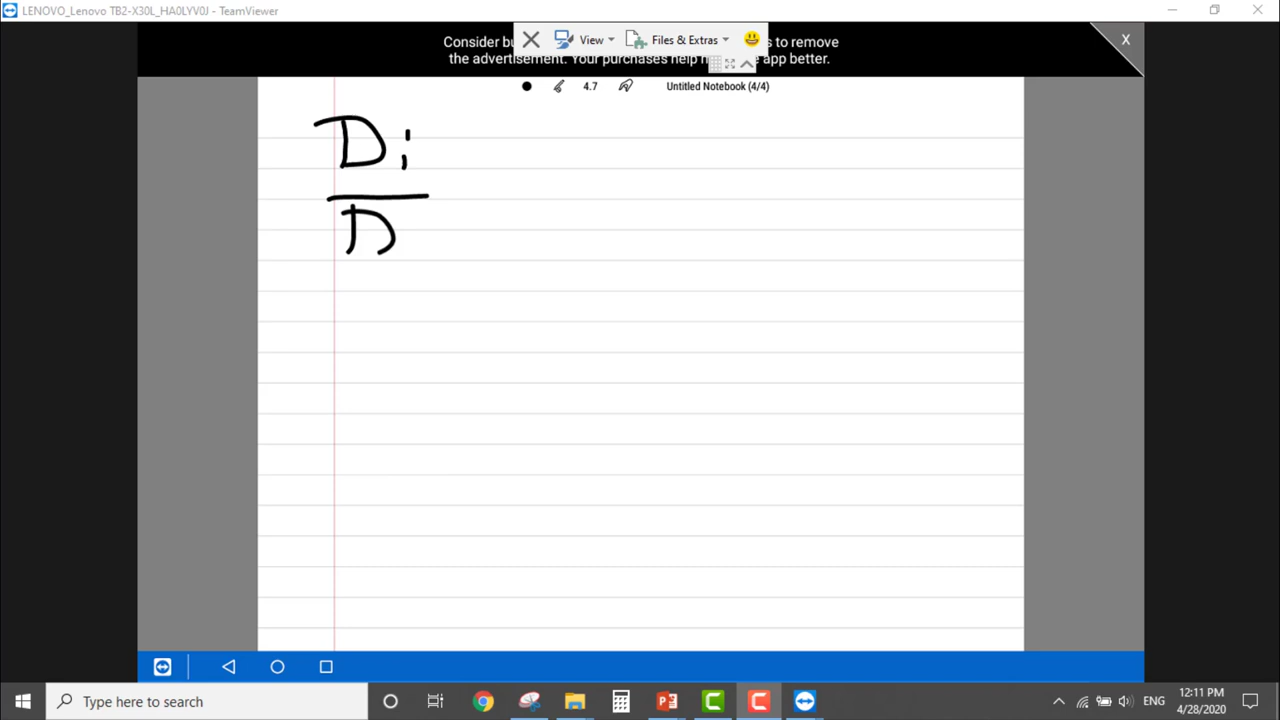 LENOVO_Lenovo TB2-X30L_HA0LYV0J - TeamViewer
View Files & Extras
Consider bu s to remove
the advertisement. Your purchases help app better.
X
4.7 Untitled Notebook (4/4)
Di
D
Type here to search
ENG
12:11 PM
4/28/2020